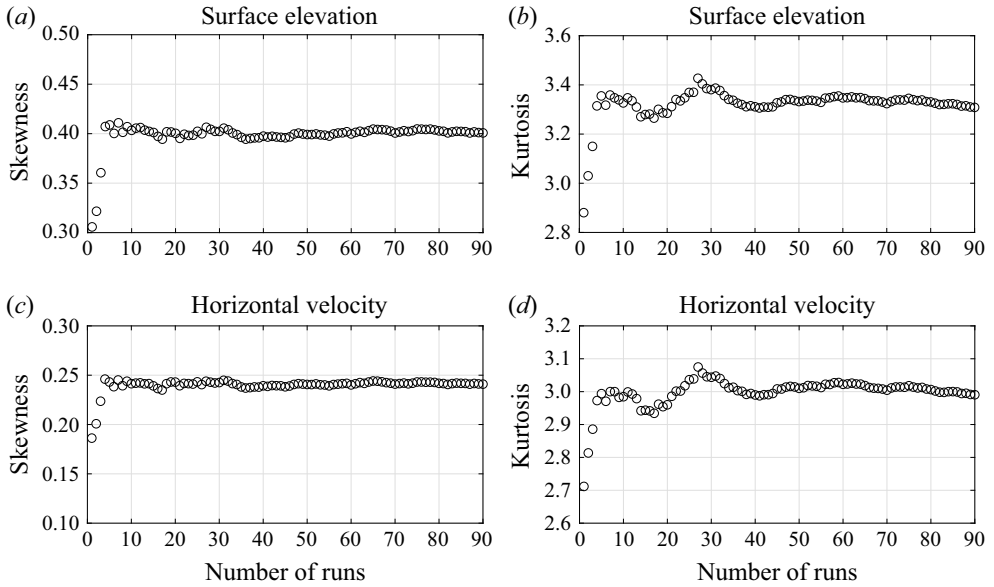 (a) Surface elevation
0.50
0.45
0.40
0.35
0.30
Skewness
0 10 20 30 40 50 60 70 80 90
(b) Surface elevation
3.6
3.4
3.2
3.0
2.8
Kurtosis
0 10 20 30 40 50 60 70 80 90
(c) Horizontal velocity
0.30
0.25
0.20
0.15
0.10
Skewness
0 10 20 30 40 50 60 70 80 90
Number of runs
(d) Horizontal velocity
3.2
3.1
3.0
2.9
2.8
2.7
2.6
Kurtosis
0 10 20 30 40 50 60 70 80 90
Number of runs